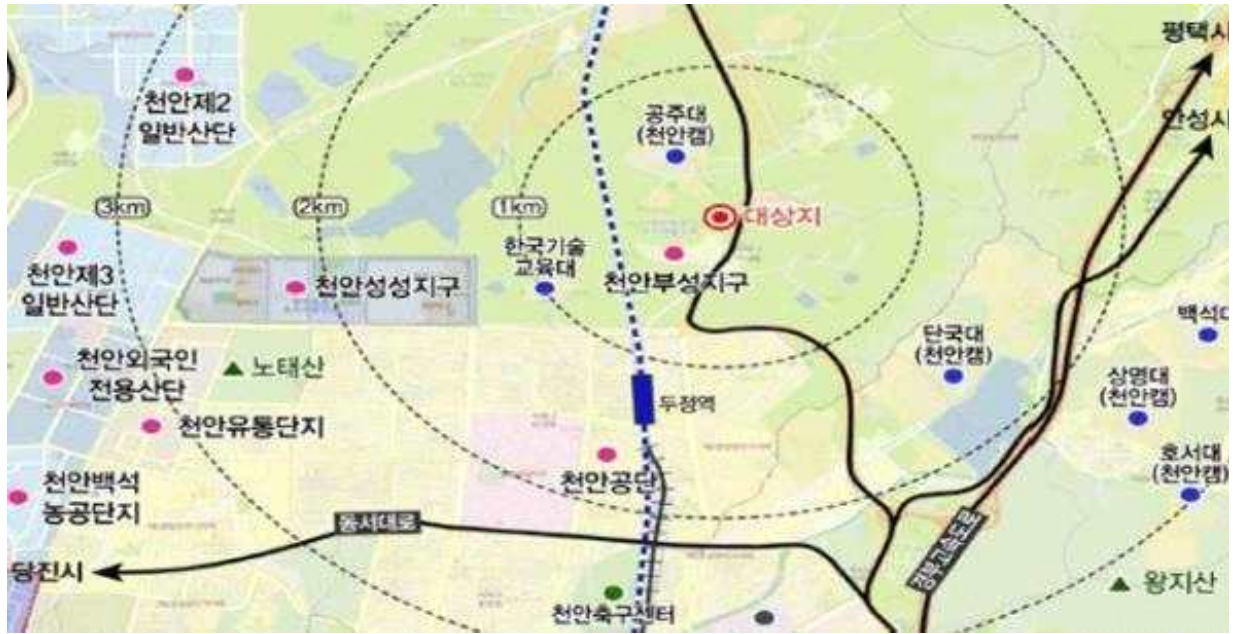 평택시
안성시
천안제2
일반산단
공주대
(천안캠)
3km
2km
1km
대상지
한국기술
교육대
천안부성지구
천안제3
일반산단
천안성성지구
백석대
단국대
(천안캠)
상명대
(천안캠)
천안외국인
전용산단
노태산
두정역
천안유통단지
천안공단
호서대
(천안캠)
천안백석
농공단지
동서대로
경부고속도로
당진시
왕지산
천안축구센터